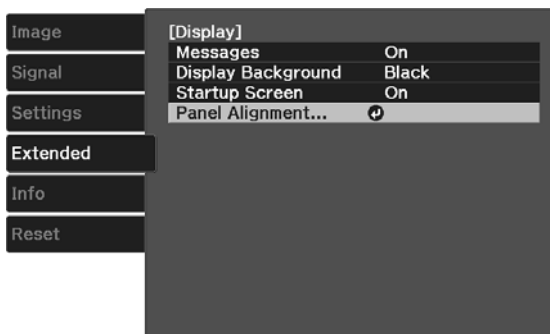 Image
Signal
Settings
Extended
Info
Reset
[Display]
Messages On
Display Background Black
Startup Screen On
Panel Alignment...